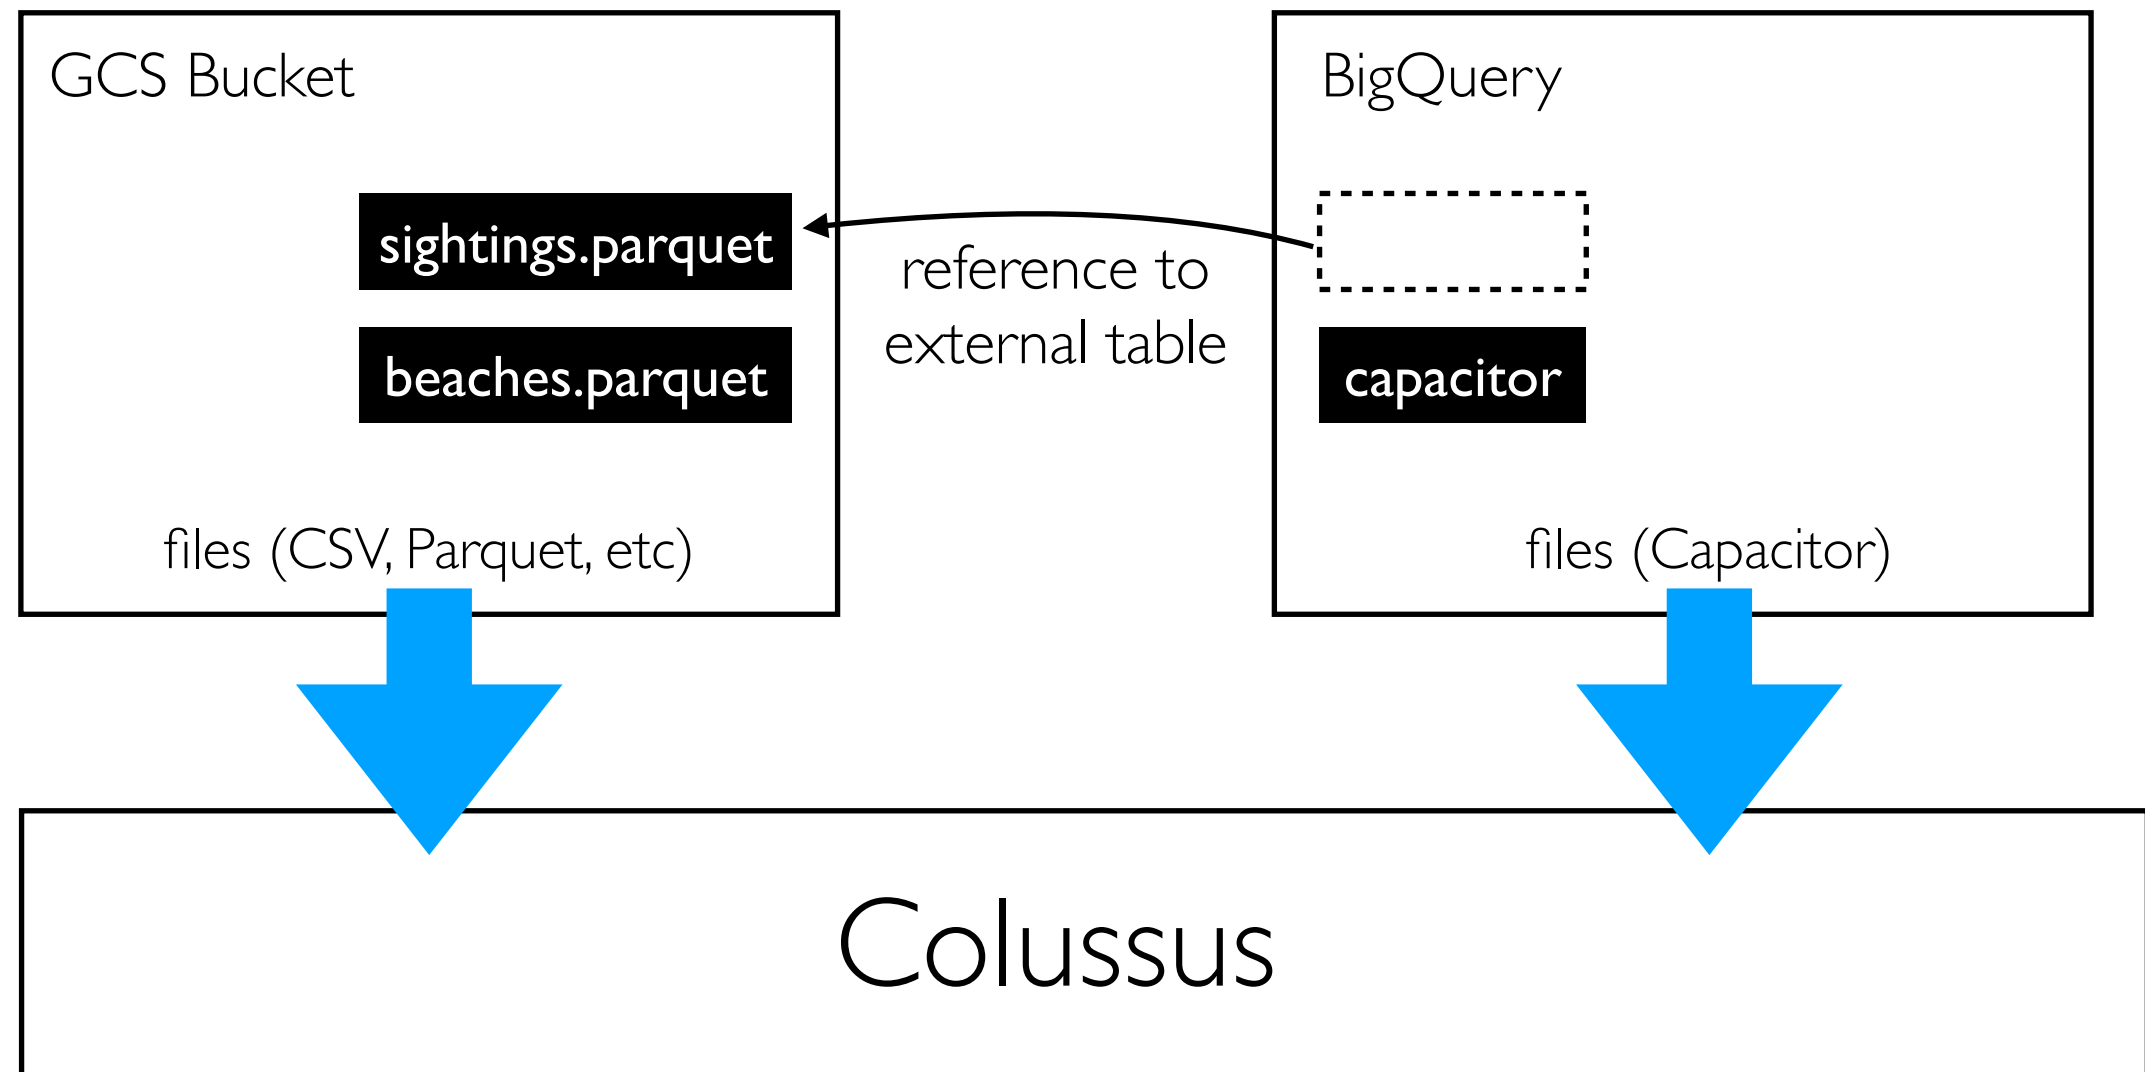 GCS Bucket
sightings.parquet
beaches.parquet
files (CSV, Parquet, etc)
reference to
external table
BigQuery
capacitor
files (Capacitor)
Colussus